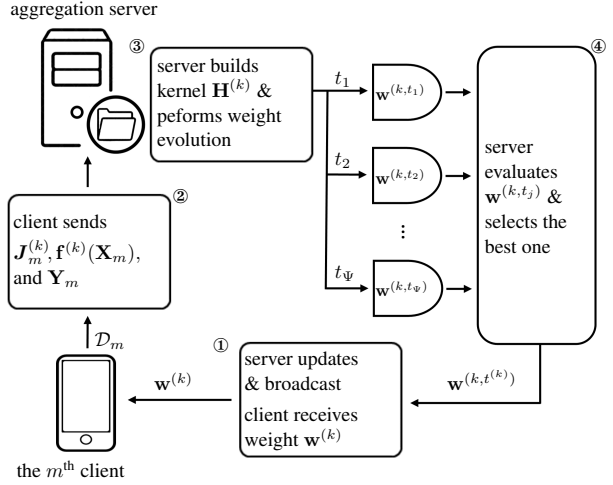 aggregation server
③
server builds
kernel H^(k) &
peforms weight
evolution
t_1
w^(k,t_1)
t_2
w^(k,t_2)
⋮
t_Ψ
w^(k,t_Ψ)
④
server
evaluates
w^(k,t_j) &
selects the
best one
②
client sends
J_m^(k), f^(k)(X_m),
and Y_m
𝒟_m
①
server updates
& broadcast
client receives
weight w^(k)
w^(k)
w^(k,t^(k))
the m^th client